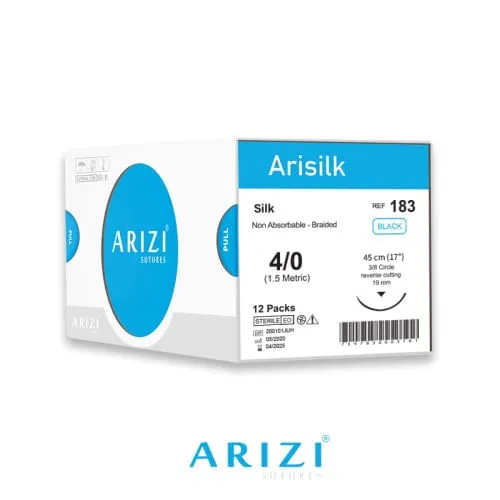 ARIZI®
SUTURES
PULL
PULL
ARIZI
Arisilk
Silk
REF 183
Non Absorbable - Braided
BLACK
4/0
(1.5 Metric)
45 cm (17")
3/8 Circle
reverse cutting
19 mm
12 Packs
STERILE EO
LOT 200101JUH
05/2020
04/2025
ARIZI®
SUTURES